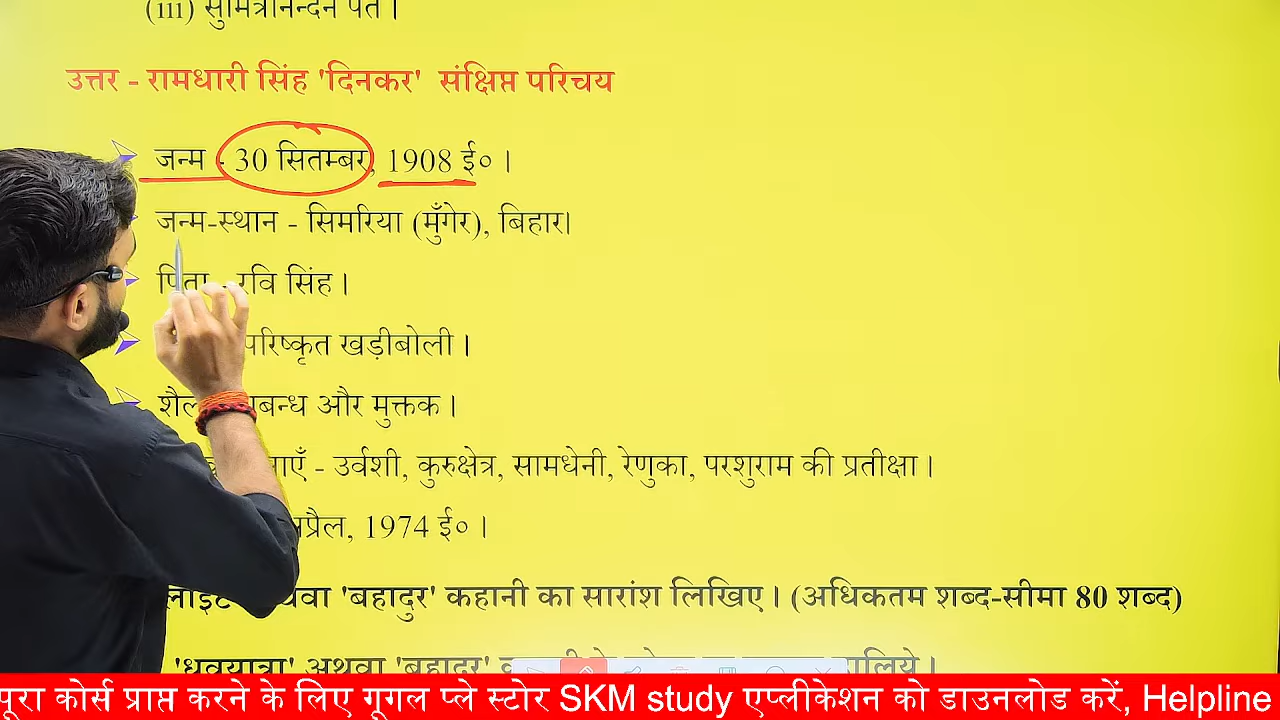 (iii) सुमित्रानन्दन पंत।
उत्तर - रामधारी सिंह 'दिनकर' संक्षिप्त परिचय
जन्म - 30 सितम्बर, 1908 ई०।
जन्म-स्थान - सिमरिया (मुँगेर), बिहार।
पिता - रवि सिंह।
परिष्कृत खड़ीबोली।
और मुक्तक।
- उर्वशी, कुरुक्षेत्र, सामधेनी, रेणुका, परशुराम की प्रतीक्षा।
1974 ई०।
'बहादुर' कहानी का सारांश लिखिए। (अधिकतम शब्द-सीमा 80 शब्द)
'ध्रुवयात्रा' अथवा 'बहादुर'
पूरा कोर्स प्राप्त करने के लिए गूगल प्ले स्टोर SKM study एप्लीकेशन को डाउनलोड करें, Helpline